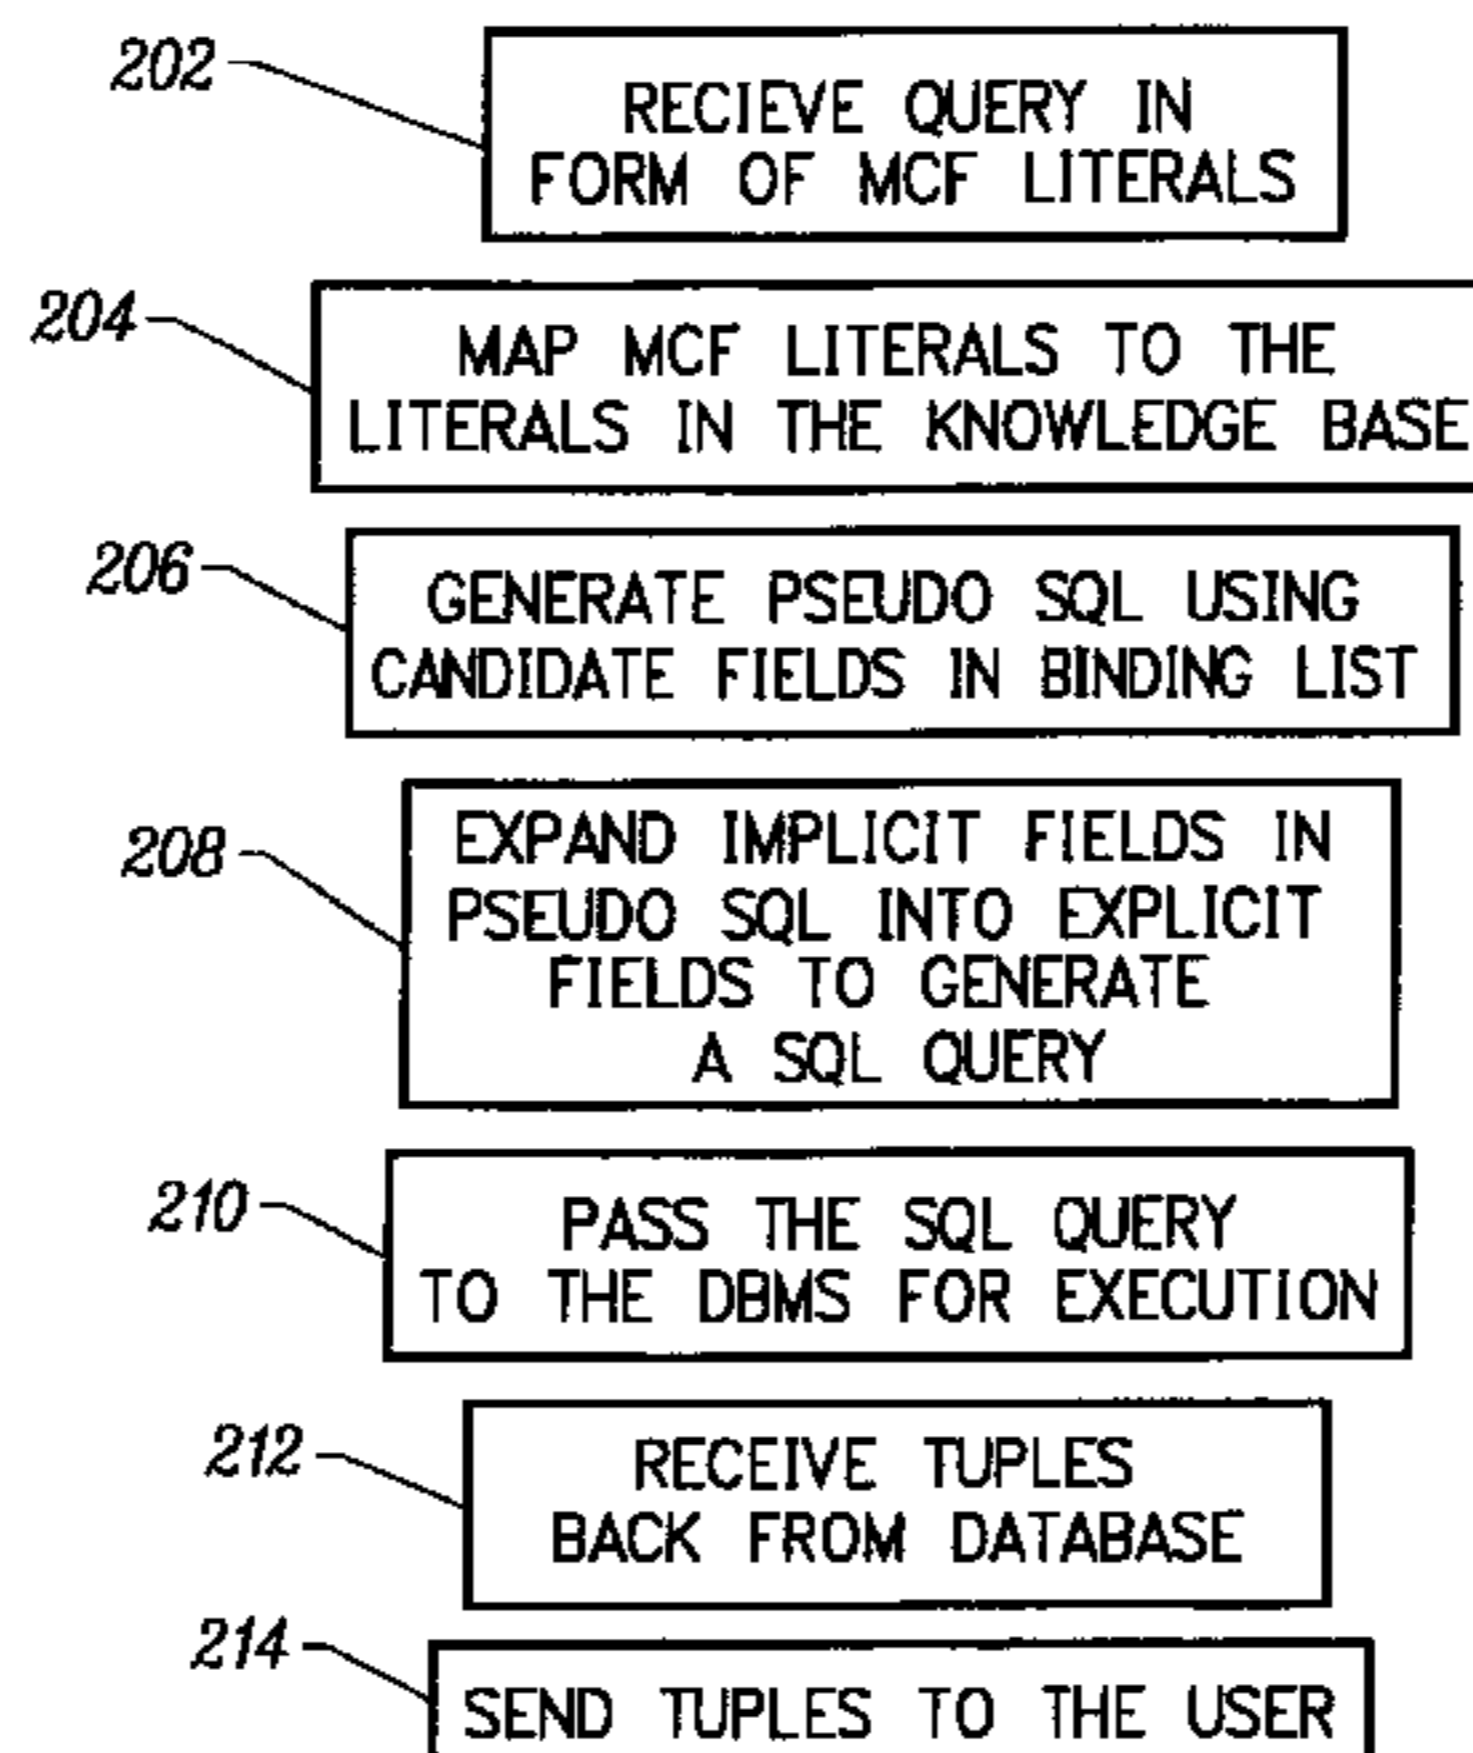 202
RECIEVE QUERY IN
FORM OF MCF LITERALS
204
MAP MCF LITERALS TO THE
LITERALS IN THE KNOWLEDGE BASE
206
GENERATE PSEUDO SQL USING
CANDIDATE FIELDS IN BINDING LIST
208
EXPAND IMPLICIT FIELDS IN
PSEUDO SQL INTO EXPLICIT
FIELDS TO GENERATE
A SQL QUERY
210
PASS THE SQL QUERY
TO THE DBMS FOR EXECUTION
212
RECEIVE TUPLES
BACK FROM DATABASE
214
SEND TUPLES TO THE USER